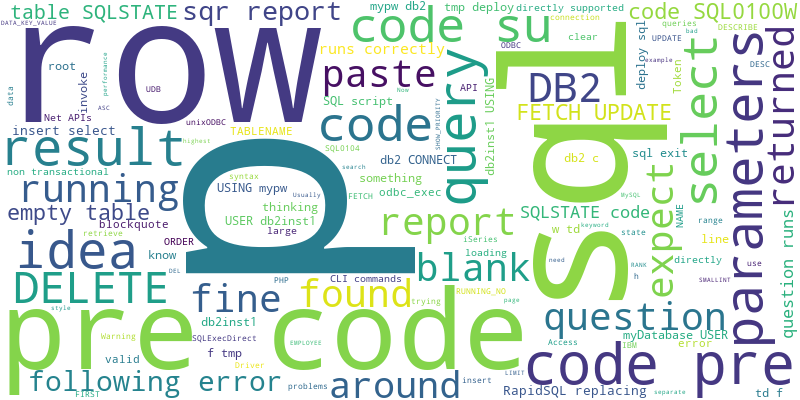 table SQLSTATE
sqr report
mypw db2
tmp deploy
directly supported
code SQL0100W
DATA_KEY_VALUE
row
code su
connection
ODBC
clear
deploy sql
UPDATE
queries
bad
DESCRIBE
root
invoke
performance
runs correctly
paste
query
API
sql
DB2
Token
DESC
example
select
parameters
returned
data
UDB
ASC
Now
SQL script
db2inst1 USING
FETCH UPDATE
Net APIs
unixODBC
insert select
TABLENAME
code
SHOW_PRIORITY
result
SQL0104
search
db2 CONNECT
db2 c
sql exit
non transactional
highest
p
syntax
something
FETCH
odbc_exec
running
USING mypw
Usually
thinking
MySQL
expect
NAME
range
SMALLINT
empty table
USER db2inst1
blockquote
large
report
SQLSTATE code
keyword
w td
state
line
question runs
idea
ORDER
retrieve
know
iSeries
loading
need
RANK
h
directly
use
DEL
PHP
CLI commands
blank
DELETE
fine
found
trying
RUNNING_NO
page
question
pre code
style
db2inst1
SQLExecDirect
Warning
EMPLOYEE
myDatabase USER
IBM
error
Access
valid
f tmp
Driver
code pre
following error
FIRST
problems
around
insert
LIMIT
RapidSQL replacing
separate
td f